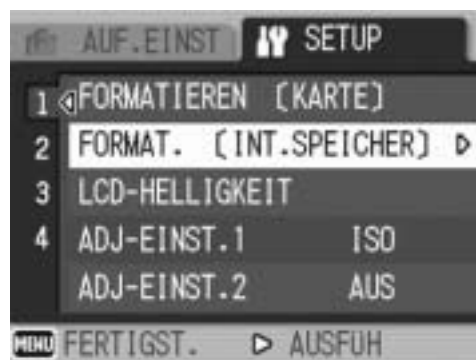 AUF.EINST SETUP
1 FORMATIEREN [KARTE]
2 FORMAT. [INT.SPEICHER]
3 LCD-HELLIGKEIT
4 ADJ-EINST.1 ISO
ADJ-EINST.2 AUS
MENU FERTIGST. AUSFUH